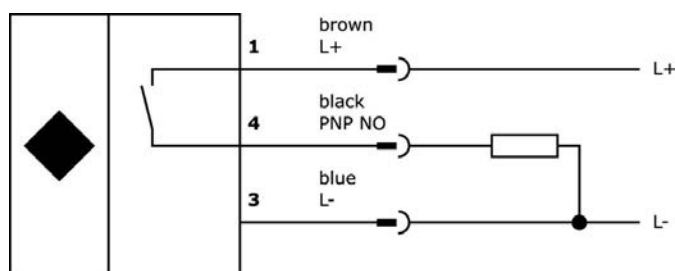 brown
1 L+
L+
black
4 PNP NO
blue
3 L-
L-